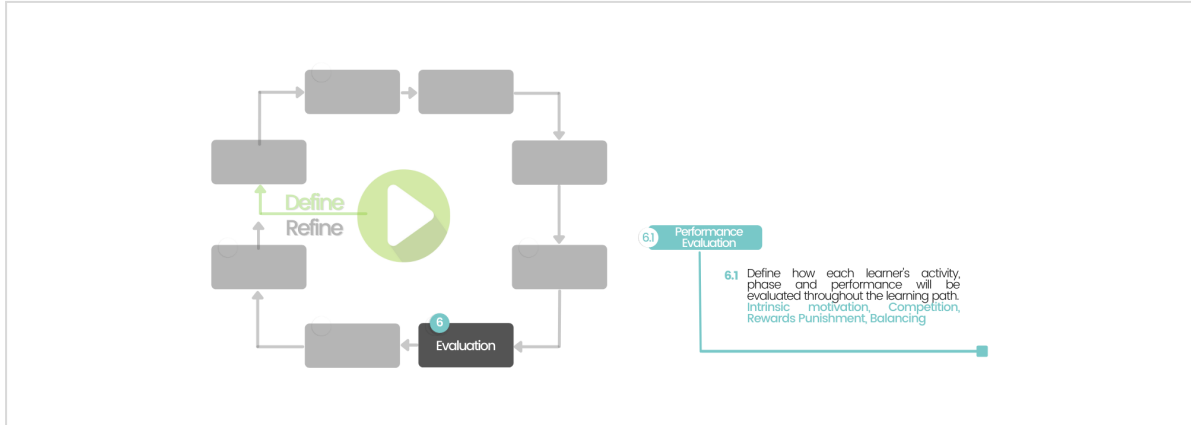 Define
Refine
6
Evaluation
6.1
Performance
Evaluation
6.1 Define how each learner's activity,
phase and performance will be
evaluated throughout the learning path.
Intrinsic motivation, Competition,
Rewards Punishment, Balancing